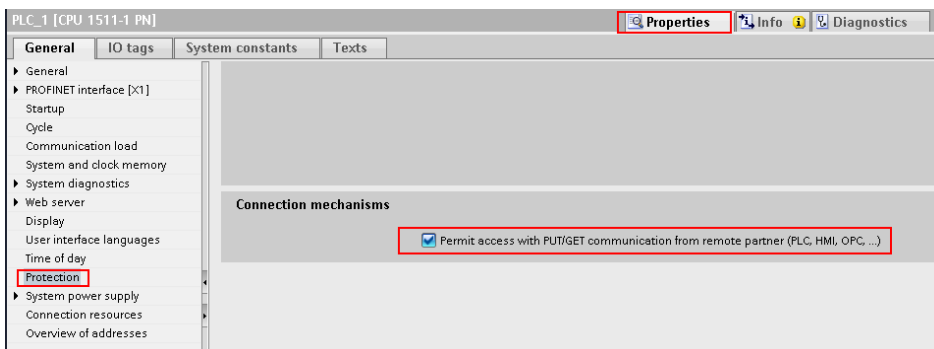 PLC_1 [CPU 1511-1 PN]
Properties
Info
Diagnostics
General
IO tags
System constants
Texts
General
PROFINET interface [X1]
Startup
Cycle
Communication load
System and clock memory
System diagnostics
Web server
Display
User interface languages
Time of day
Protection
System power supply
Connection resources
Overview of addresses
Connection mechanisms
Permit access with PUT/GET communication from remote partner (PLC, HMI, OPC, ...)